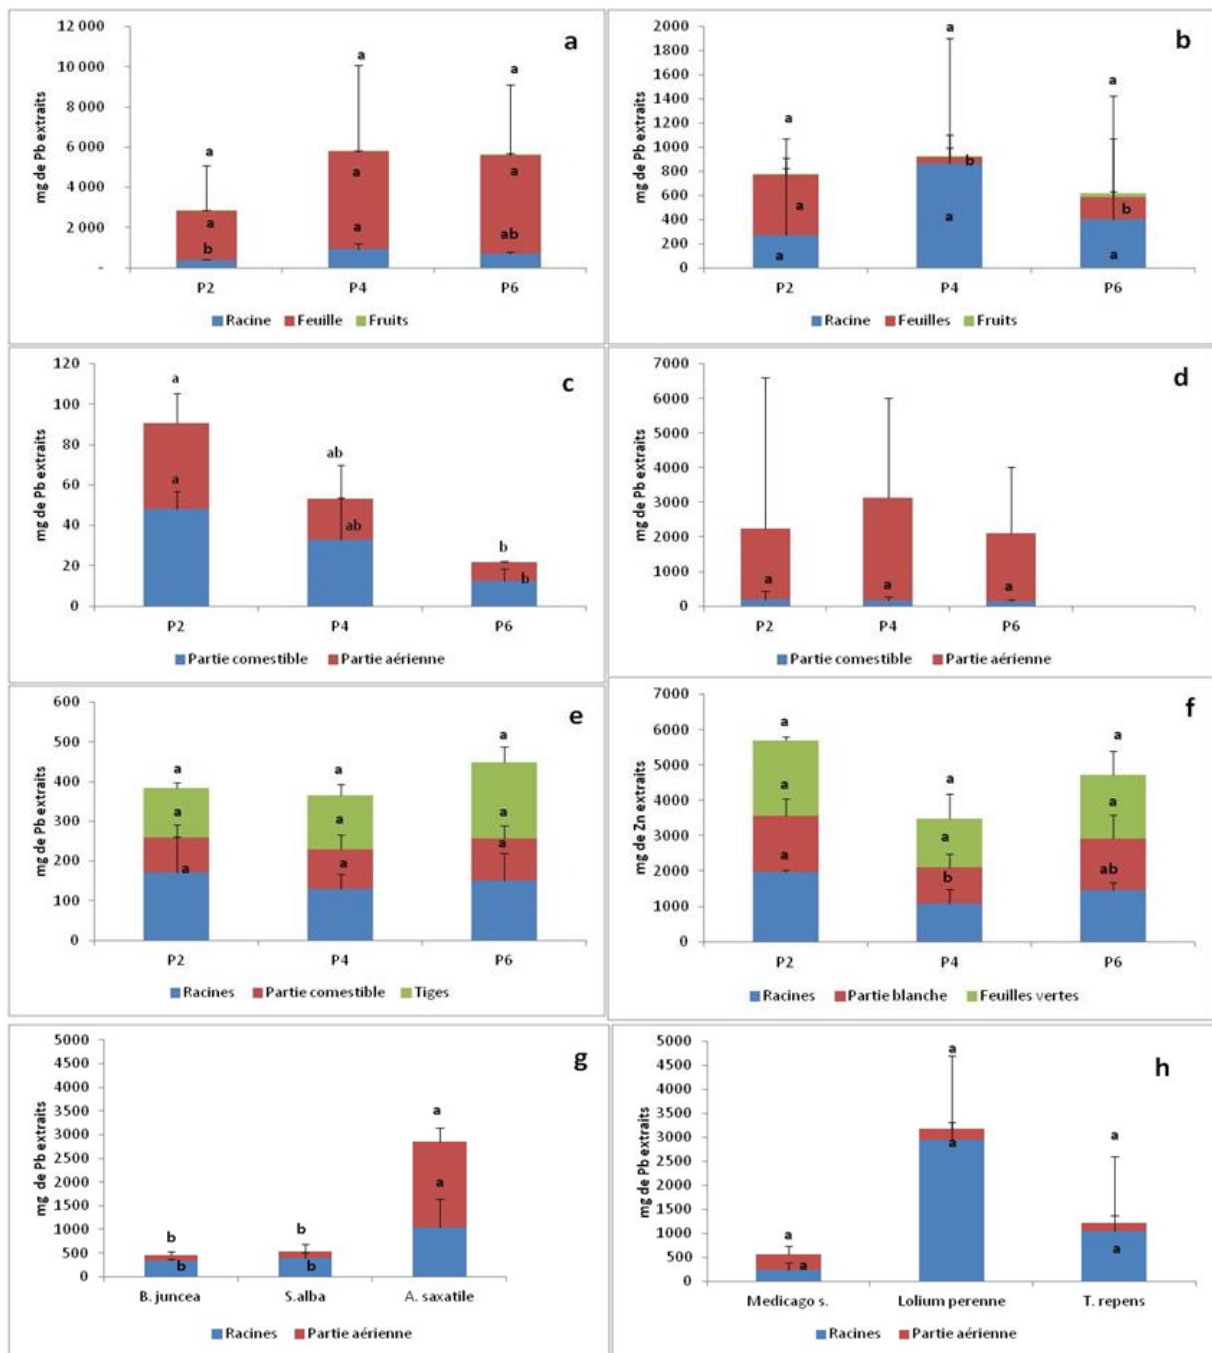 a
mg de Pb extraits
12 000
10 000
8 000
6 000
4 000
2 000
-
a a a
a a a
b a ab
P2 P4 P6
Racine Feuille Fruits
b
mg de Pb extraits
2000
1800
1600
1400
1200
1000
800
600
400
200
0
a a a
a b b
a a a
P2 P4 P6
Racine Feuilles Fruits
c
mg de Pb extraits
120
100
80
60
40
20
0
a ab b
a ab b
P2 P4 P6
Partie comestible Partie aérienne
d
mg de Pb extraits
7000
6000
5000
4000
3000
2000
1000
0
a a a
P2 P4 P6
Partie comestible Partie aérienne
e
mg de Pb extraits
600
500
400
300
200
100
0
a a a
a a a
a a a
P2 P4 P6
Racines Partie comestible Tiges
f
mg de Zn extraits
7000
6000
5000
4000
3000
2000
1000
0
a a a
a a a
a b ab
P2 P4 P6
Racines Partie blanche Feuilles vertes
g
mg de Pb extraits
5000
4500
4000
3500
3000
2500
2000
1500
1000
500
0
b b a
b b a
B. juncea S.alba A. saxatile
Racines Partie aérienne
h
mg de Pb extraits
5000
4500
4000
3500
3000
2500
2000
1500
1000
500
0
a a a
a a a
Medicago s. Lolium perenne T. repens
Racines Partie aérienne